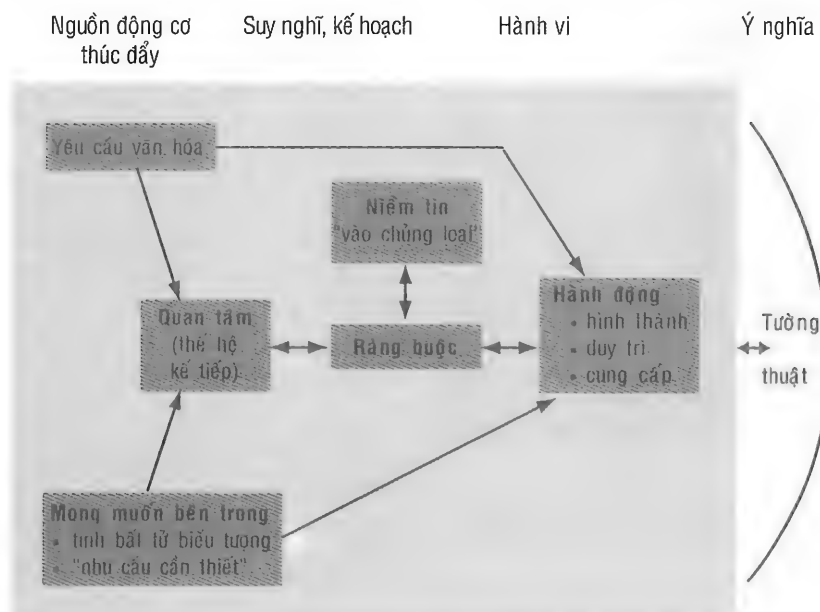 Nguồn động cơ
thúc đẩy
Suy nghĩ, kế hoạch
Hành vi
Ý nghĩa
Yêu cầu văn hóa
Niềm tin
"vào chủng loại"
Quan tâm
(thế hệ
kế tiếp)
Ràng buộc
Hành động
• hình thành
• duy trì
• cung cấp
Tường
thuật
Mong muốn bên trong
• tính bất tử biểu tượng
• "nhu cầu cần thiết"